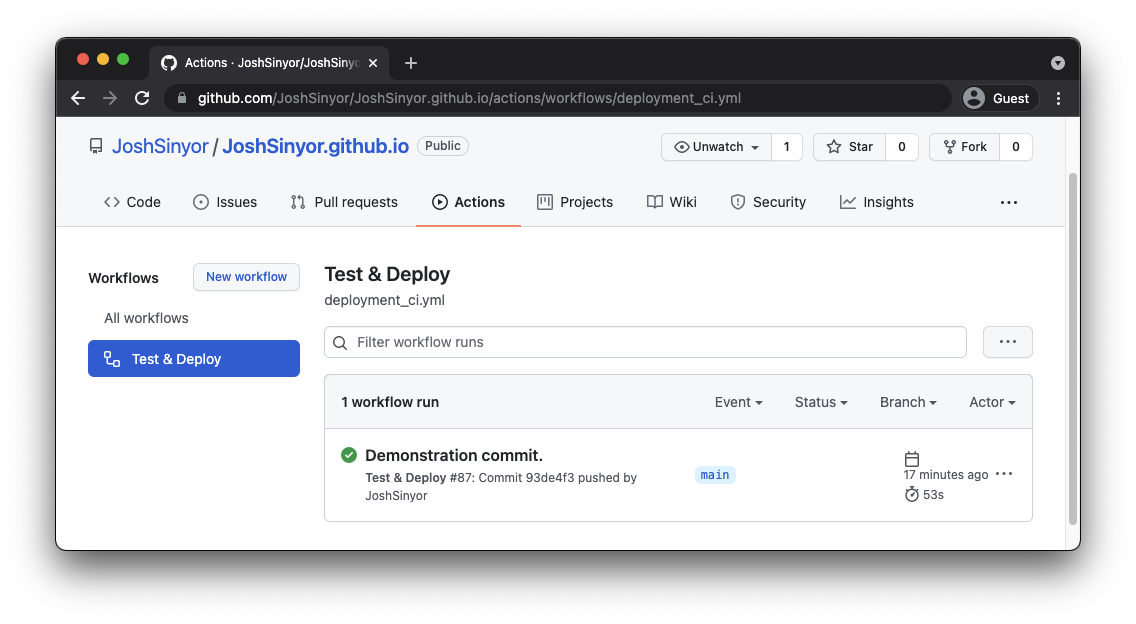 Actions · JoshSinyor/JoshSinyo
github.com/JoshSinyor/JoshSinyor.github.io/actions/workflows/deployment_ci.yml
Guest
JoshSinyor / JoshSinyor.github.io Public
Unwatch 1 Star 0 Fork 0
Code Issues Pull requests Actions Projects Wiki Security Insights
Workflows New workflow
All workflows
Test & Deploy
Test & Deploy
deployment_ci.yml
Filter workflow runs
1 workflow run Event Status Branch Actor
Demonstration commit.
Test & Deploy #87: Commit 93de4f3 pushed by
JoshSinyor
main
17 minutes ago
53s